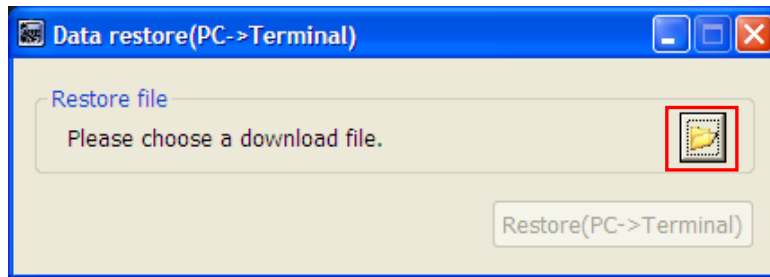 Data restore(PC->Terminal)
Restore file
Please choose a download file.
Restore(PC->Terminal)